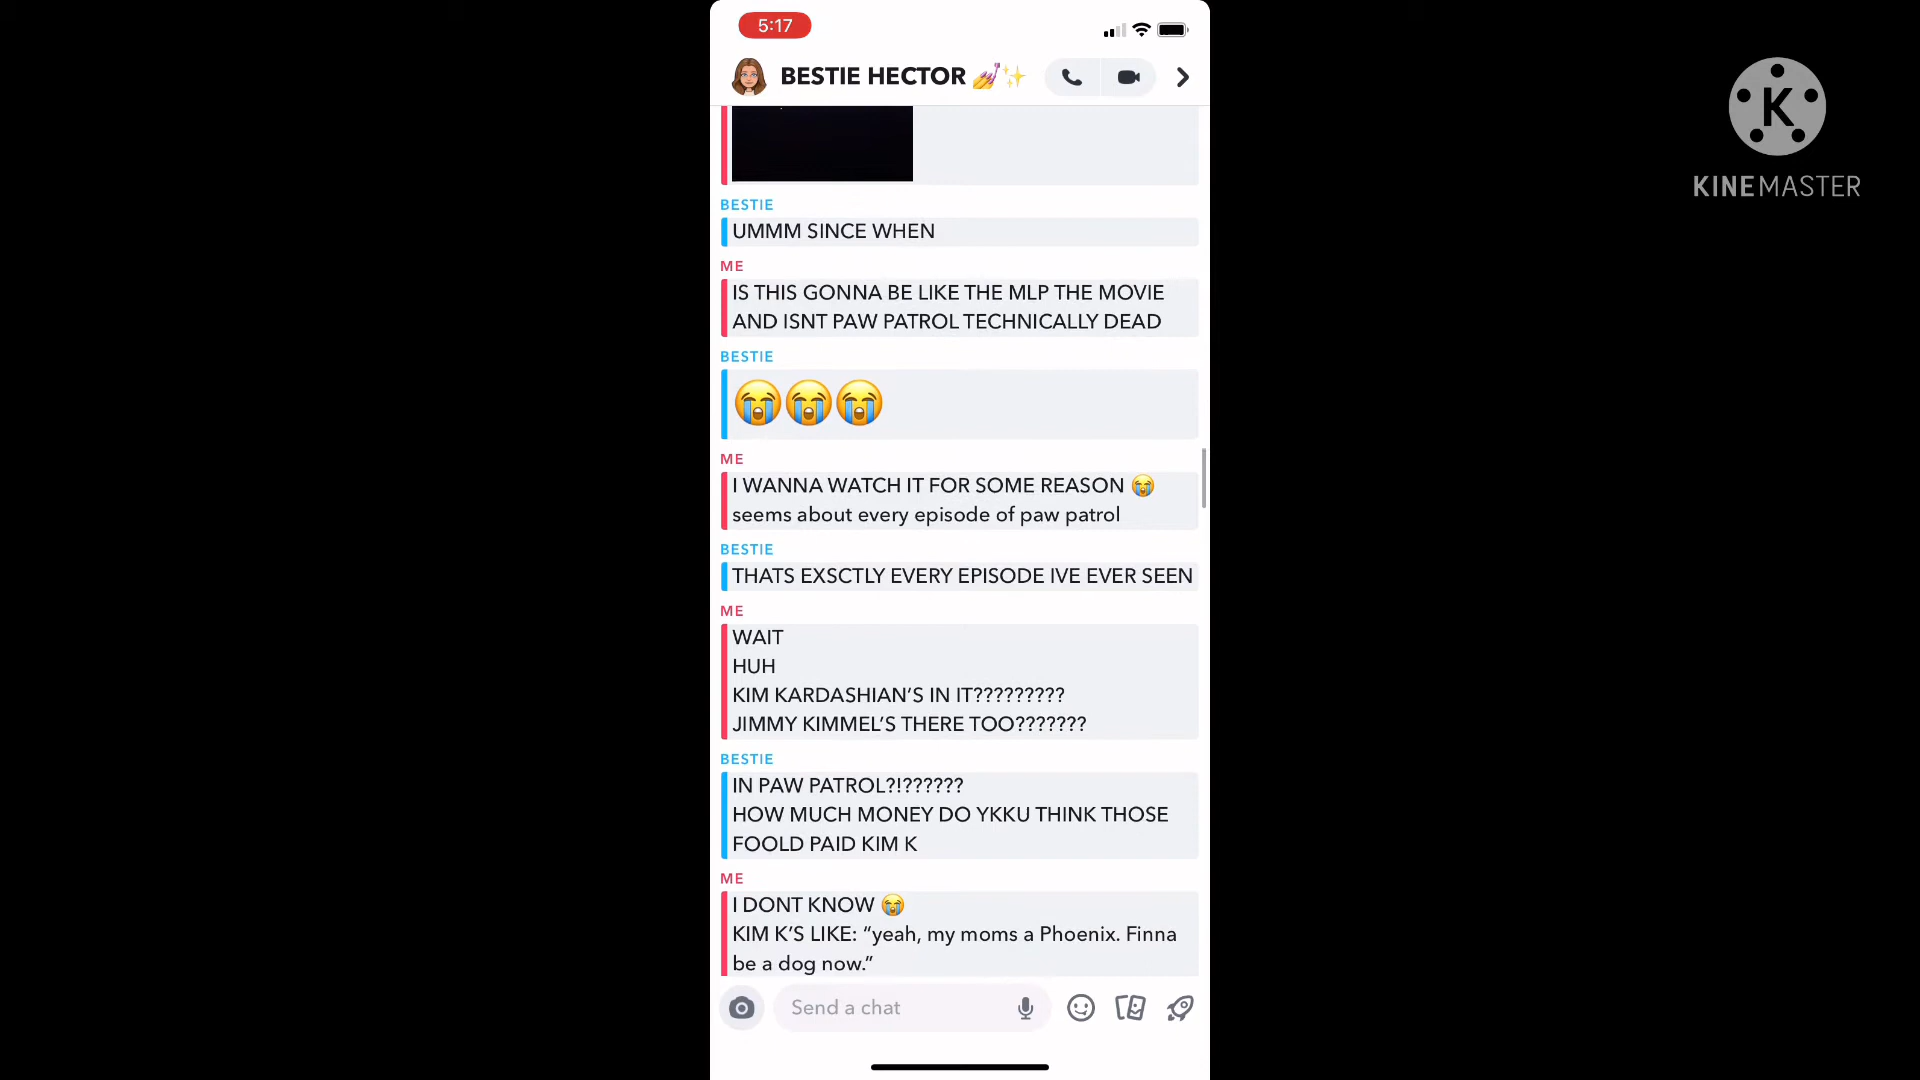 5:17
BESTIE HECTOR 💅✨
BESTIE
UMMM SINCE WHEN
ME
IS THIS GONNA BE LIKE THE MLP THE MOVIE
AND ISNT PAW PATROL TECHNICALLY DEAD
BESTIE
😭😭😭
ME
I WANNA WATCH IT FOR SOME REASON 😭
seems about every episode of paw patrol
BESTIE
THATS EXSCTLY EVERY EPISODE IVE EVER SEEN
ME
WAIT
HUH
KIM KARDASHIAN’S IN IT?????????
JIMMY KIMMEL’S THERE TOO???????
BESTIE
IN PAW PATROL?!??????
HOW MUCH MONEY DO YKKU THINK THOSE
FOOLD PAID KIM K
ME
I DONT KNOW 😭
KIM K’S LIKE: “yeah, my moms a Phoenix. Finna
be a dog now.”
Send a chat
K
KINEMASTER